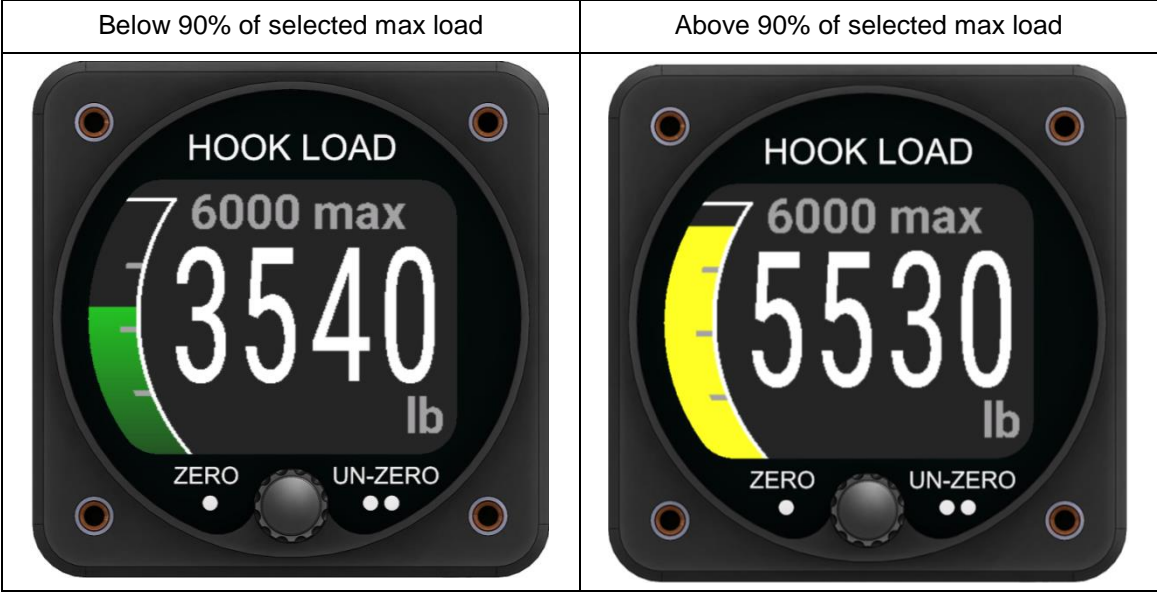 Below 90% of selected max load
Above 90% of selected max load
HOOK LOAD
6000 max
3540
lb
ZERO
UN-ZERO
HOOK LOAD
6000 max
5530
lb
ZERO
UN-ZERO